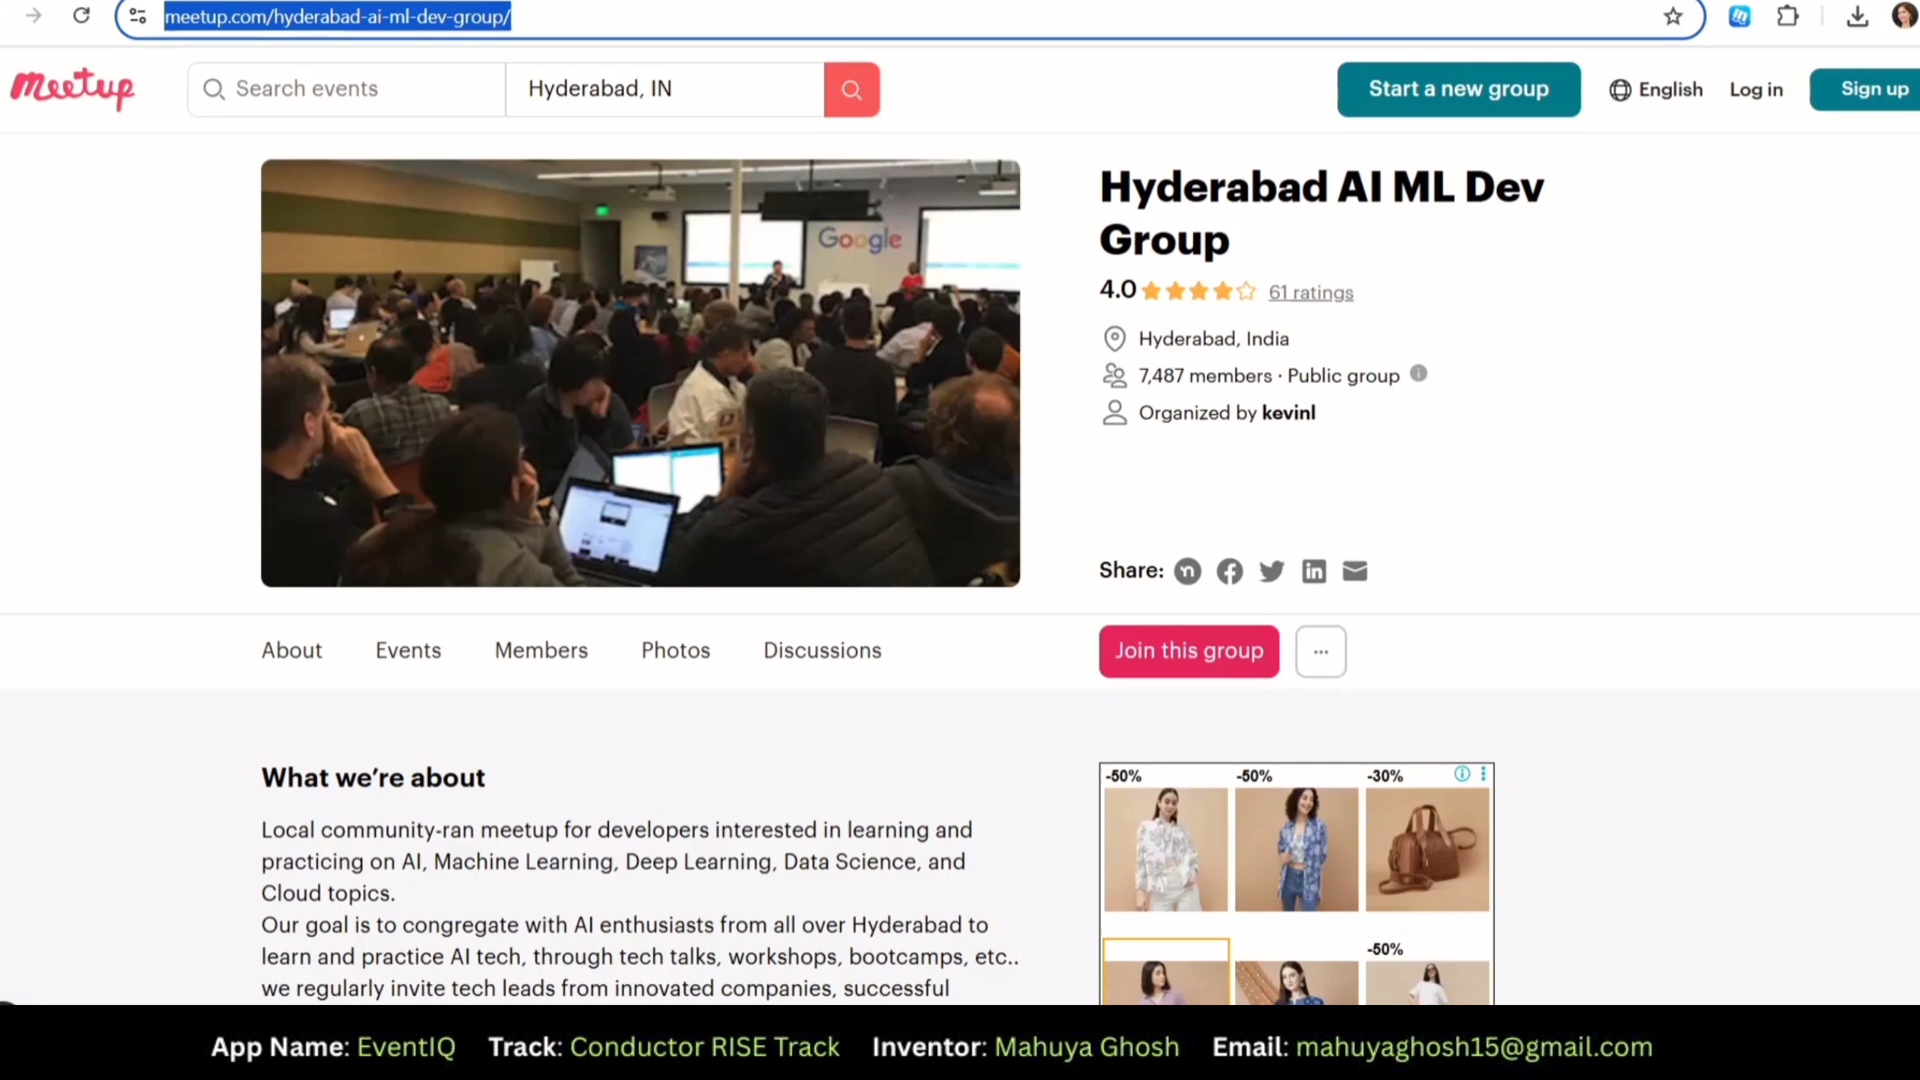 meetup.com/hyderabad-ai-ml-dev-group/
meetup
Search events
Hyderabad, IN
Start a new group
English
Log in
Sign up
Google
Hyderabad AI ML Dev
Group
4.0
61 ratings
Hyderabad, India
7,487 members · Public group
Organized by kevinl
Share:
About
Events
Members
Photos
Discussions
Join this group
What we’re about
Local community-ran meetup for developers interested in learning and
practicing on AI, Machine Learning, Deep Learning, Data Science, and
Cloud topics.
Our goal is to congregate with AI enthusiasts from all over Hyderabad to
learn and practice AI tech, through tech talks, workshops, bootcamps, etc..
we regularly invite tech leads from innovated companies, successful
-50%
-50%
-30%
-50%
App Name: EventIQ Track: Conductor RISE Track Inventor: Mahuya Ghosh Email: mahuyaghosh15@gmail.com